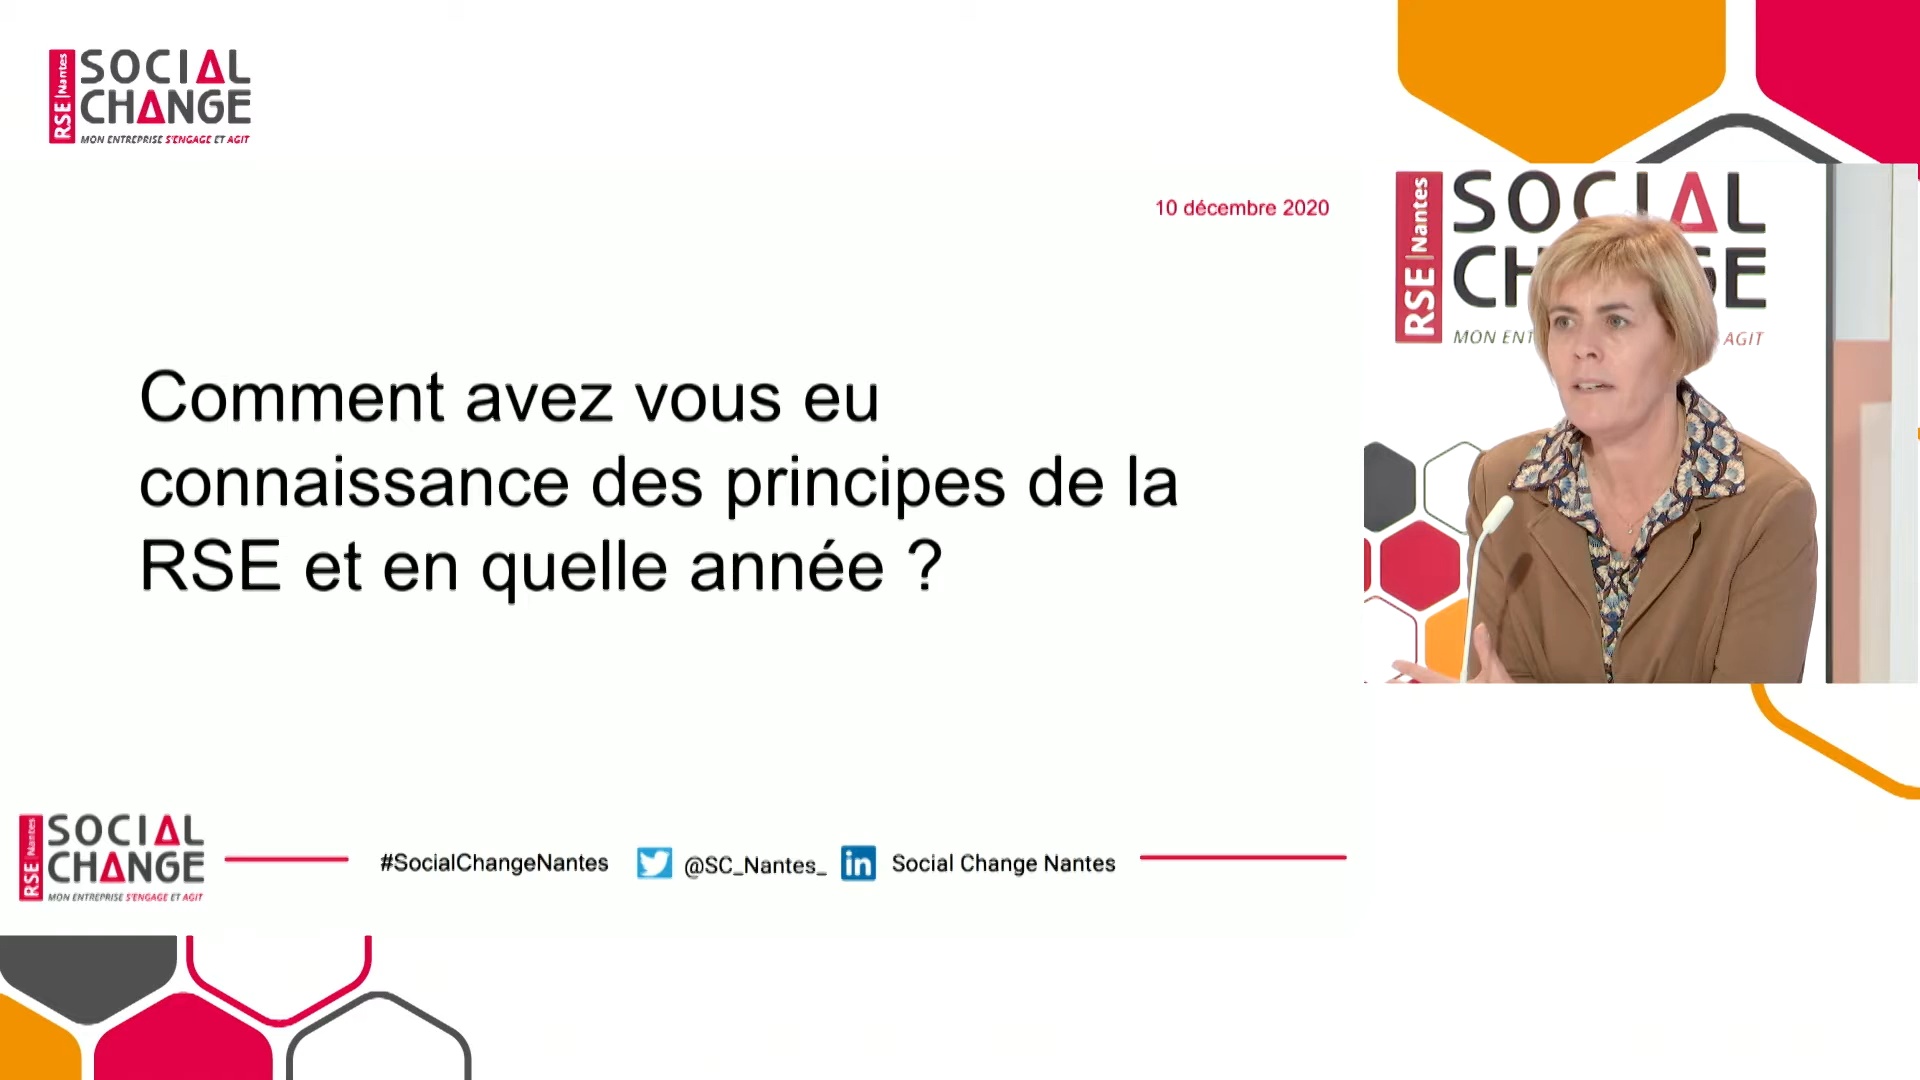 RSE | Nantes
SOCIAL
CHANGE
MON ENTREPRISE S'ENGAGE ET AGIT
10 décembre 2020
RSE | Nantes
SOCIAL
CH GE
MON ENT AGIT
Comment avez vous eu
connaissance des principes de la
RSE et en quelle année ?
RSE | Nantes
SOCIAL
CHANGE
MON ENTREPRISE S'ENGAGE ET AGIT
#SocialChangeNantes @SC_Nantes_ in Social Change Nantes